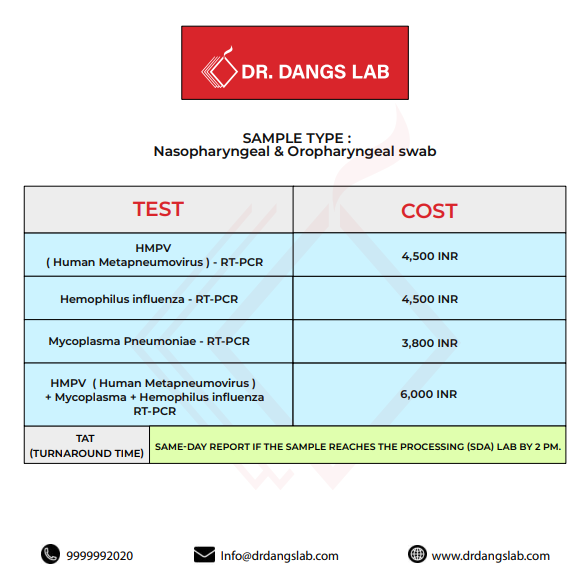 DR. DANGS LAB
SAMPLE TYPE :
Nasopharyngeal & Oropharyngeal swab
TEST
COST
HMPV
( Human Metapneumovirus ) - RT-PCR
4,500 INR
Hemophilus influenza - RT-PCR
4,500 INR
Mycoplasma Pneumoniae - RT-PCR
3,800 INR
HMPV ( Human Metapneumovirus )
+ Mycoplasma + Hemophilus influenza
RT-PCR
6,000 INR
TAT
(TURNAROUND TIME)
SAME-DAY REPORT IF THE SAMPLE REACHES THE PROCESSING (SDA) LAB BY 2 PM.
9999992020
Info@drdangslab.com
www.drdangslab.com